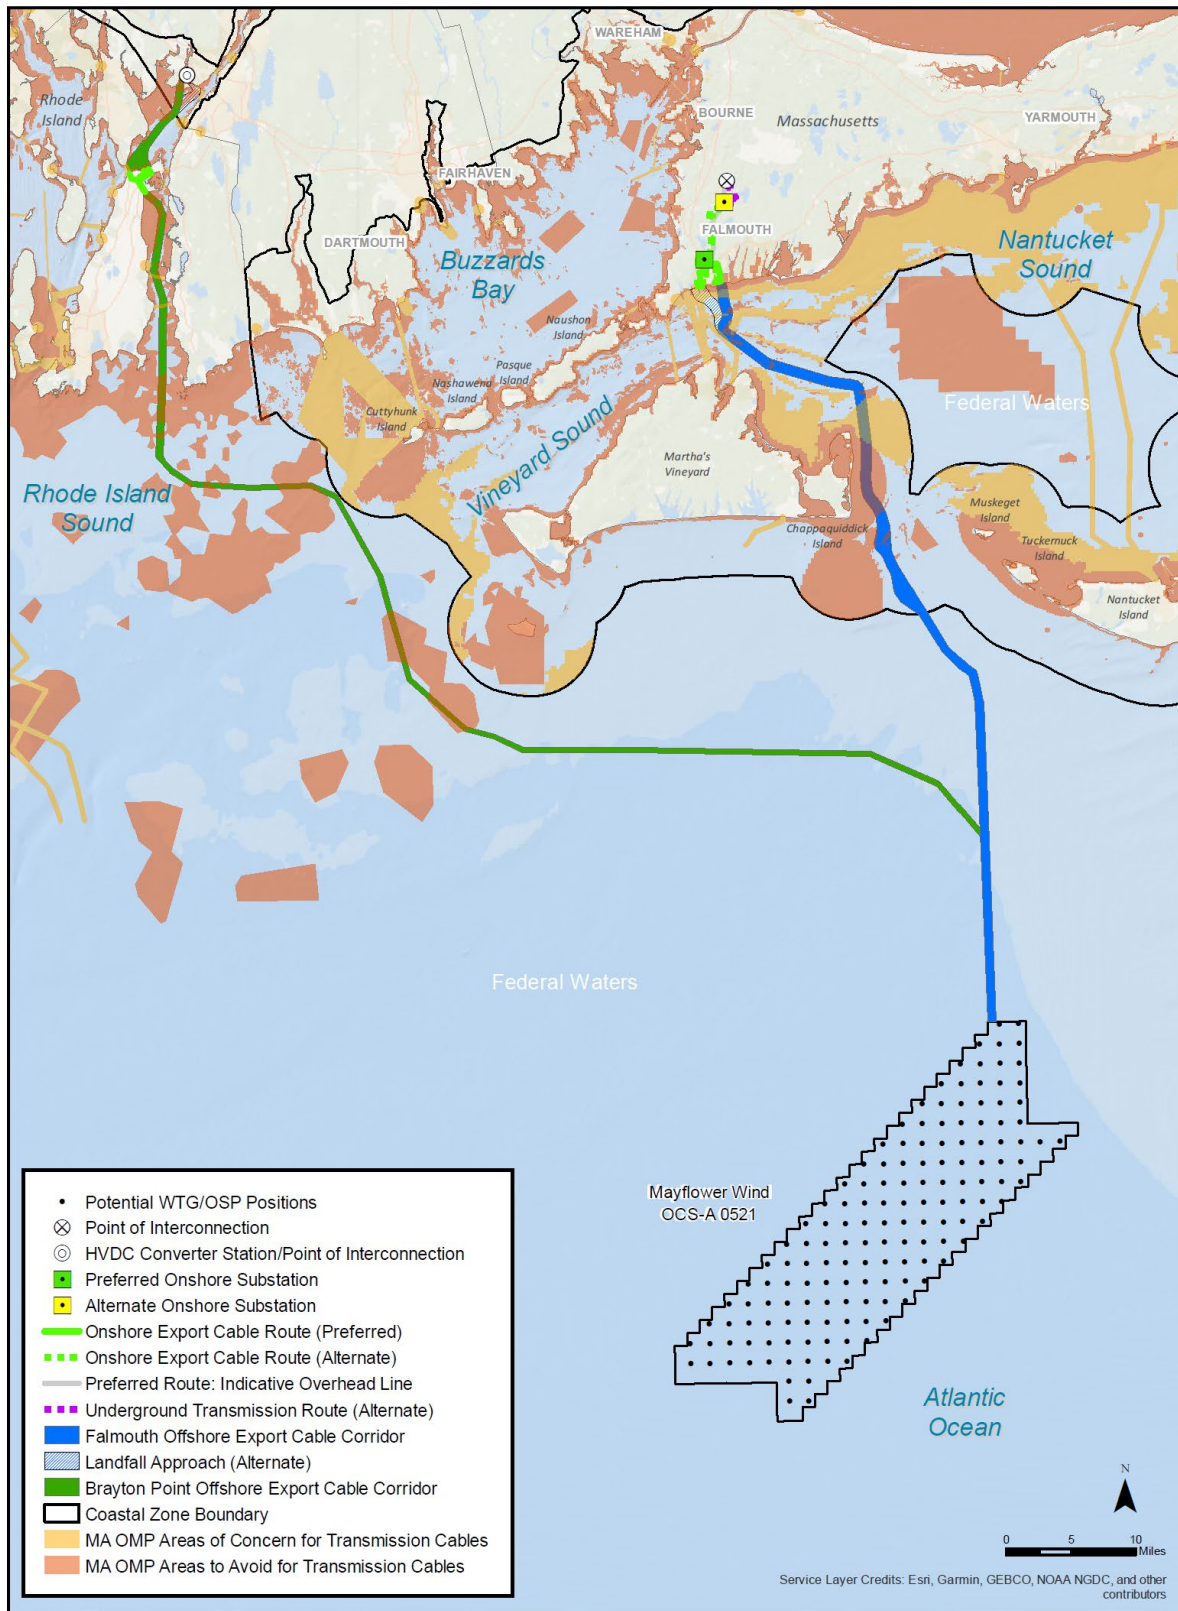 WAREHAM
Rhode
Island
BOURNE
Massachusetts
YARMOUTH
FAIRHAVEN
FALMOUTH
DARTMOUTH
Buzzards
Bay
Nantucket
Sound
Naushon
Island
Pasque
Island
Nashawena
Island
Cuttyhunk
Island
Federal Waters
Vineyard Sound
Martha's
Vineyard
Rhode Island
Sound
Muskeget
Island
Chappaquiddick
Island
Tuckernuck
Island
Nantucket
Island
Federal Waters
Mayflower Wind
OCS-A 0521
Atlantic
Ocean
Potential WTG/OSP Positions
Point of Interconnection
HVDC Converter Station/Point of Interconnection
Preferred Onshore Substation
Alternate Onshore Substation
Onshore Export Cable Route (Preferred)
Onshore Export Cable Route (Alternate)
Preferred Route: Indicative Overhead Line
Underground Transmission Route (Alternate)
Falmouth Offshore Export Cable Corridor
Landfall Approach (Alternate)
Brayton Point Offshore Export Cable Corridor
Coastal Zone Boundary
MA OMP Areas of Concern for Transmission Cables
MA OMP Areas to Avoid for Transmission Cables
N
0 5 10
Miles
Service Layer Credits: Esri, Garmin, GEBCO, NOAA NGDC, and other
contributors